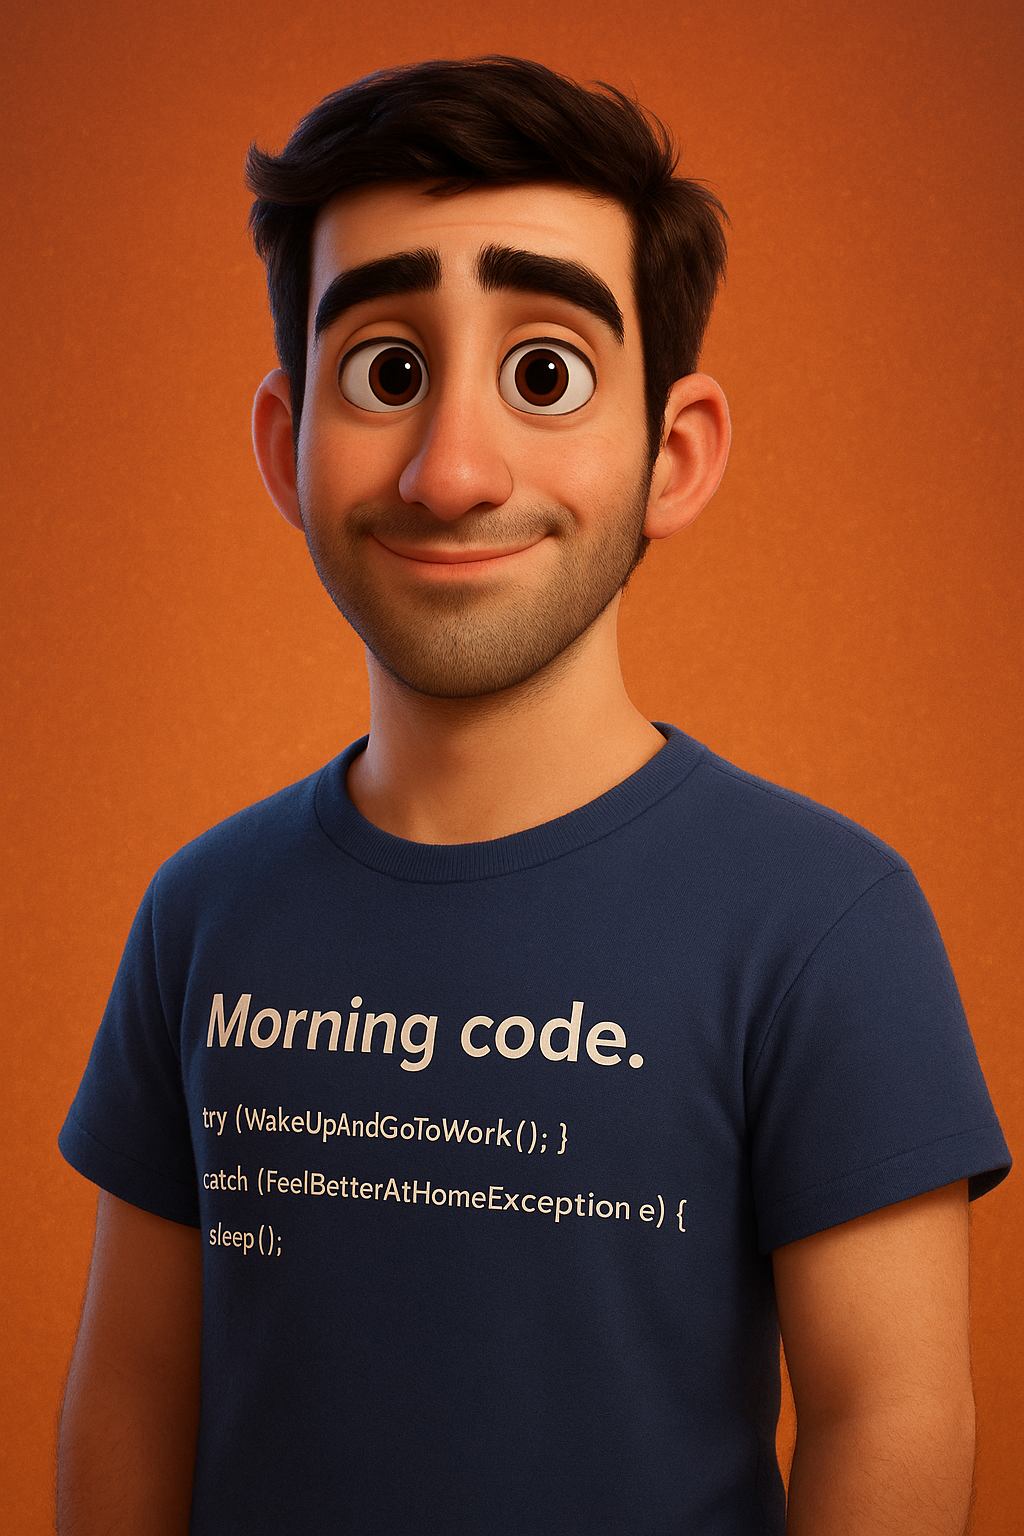 Morning code.
try (WakeUpAndGoToWork(); }
catch (FeelBetterAtHomeException e) {
sleep();